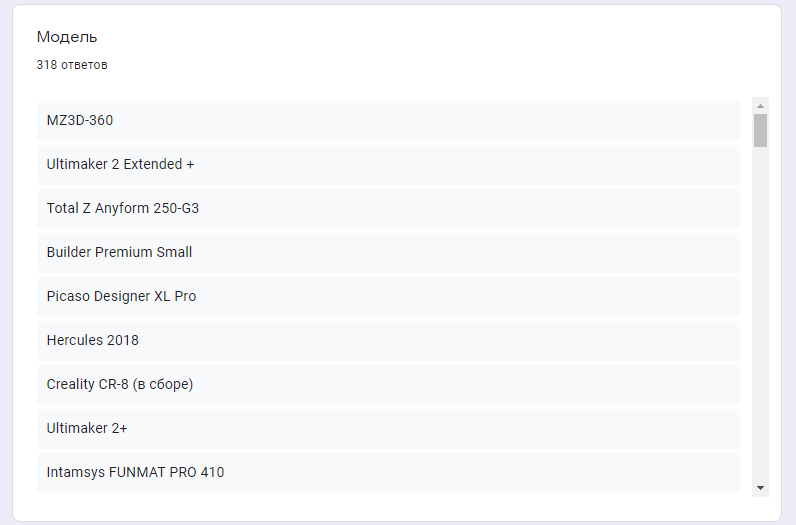 Модель
318 ответов
MZ3D-360
Ultimaker 2 Extended +
Total Z Anyform 250-G3
Builder Premium Small
Picaso Designer XL Pro
Hercules 2018
Creality CR-8 (в сборе)
Ultimaker 2+
Intamsys FUNMAT PRO 410